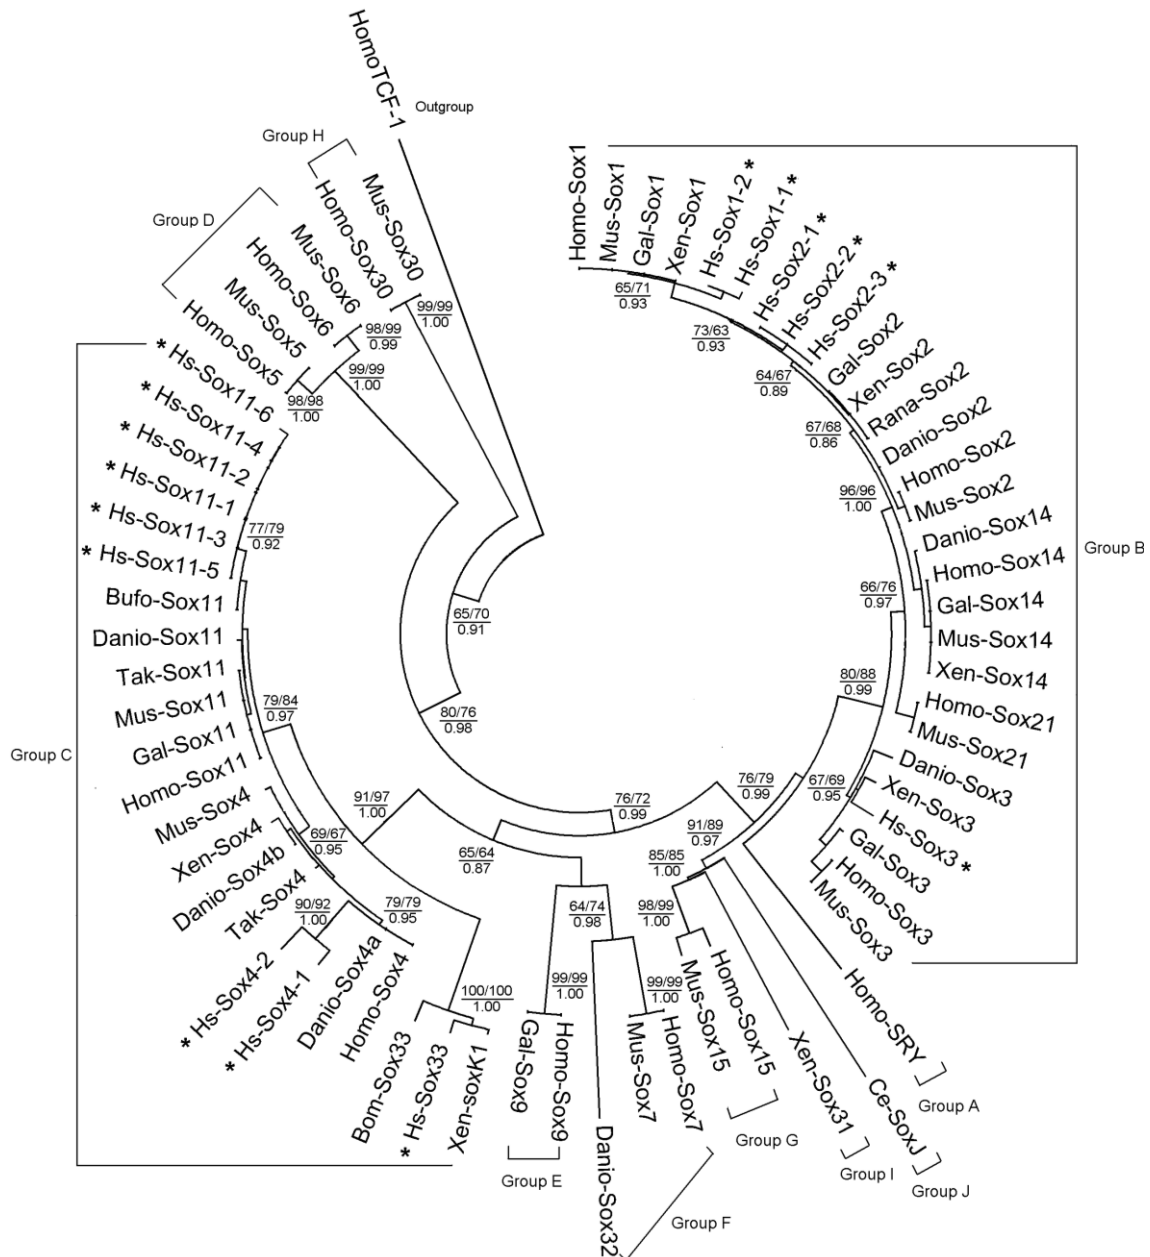 HomoTCF-1
Outgroup
Group H
Mus-Sox30
Homo-Sox30
99/99
1.00
Group D
Mus-Sox6
Homo-Sox6
Mus-Sox5
Homo-Sox5
98/99
0.99
99/99
1.00
98/98
1.00
Group B
Homo-Sox1
Mus-Sox1
Gal-Sox1
Xen-Sox1
Hs-Sox1-2 *
Hs-Sox1-1 *
Hs-Sox2-1 *
Hs-Sox2-2 *
Hs-Sox2-3 *
Gal-Sox2
Xen-Sox2
Rana-Sox2
Danio-Sox2
Homo-Sox2
Mus-Sox2
Danio-Sox14
Homo-Sox14
Gal-Sox14
Mus-Sox14
Xen-Sox14
Homo-Sox21
Mus-Sox21
Danio-Sox3
Xen-Sox3
Hs-Sox3 *
Gal-Sox3
Homo-Sox3
Mus-Sox3
65/71
0.93
73/63
0.93
64/67
0.89
67/68
0.86
96/96
1.00
66/76
0.97
80/88
0.99
67/69
0.95
Homo-SRY
Group A
Ce-SoxJ
Group J
Xen-Sox31
Group I
Homo-Sox15
Mus-Sox15
Group G
76/79
0.99
91/89
0.97
85/85
1.00
98/99
1.00
Homo-Sox7
Mus-Sox7
Danio-Sox32
Group F
99/99
1.00
64/74
0.98
Homo-Sox9
Gal-Sox9
Group E
99/99
1.00
65/70
0.91
80/76
0.98
76/72
0.99
65/64
0.87
91/97
1.00
Group C
* Hs-Sox11-6
* Hs-Sox11-4
* Hs-Sox11-2
* Hs-Sox11-1
* Hs-Sox11-3
* Hs-Sox11-5
Bufo-Sox11
Danio-Sox11
Tak-Sox11
Mus-Sox11
Gal-Sox11
Homo-Sox11
Mus-Sox4
Xen-Sox4
Danio-Sox4b
Tak-Sox4
* Hs-Sox4-2
* Hs-Sox4-1
Danio-Sox4a
Homo-Sox4
Bom-Sox33
* Hs-Sox33
Xen-soxK1
77/79
0.92
79/84
0.97
69/67
0.95
90/92
1.00
79/79
0.95
100/100
1.00